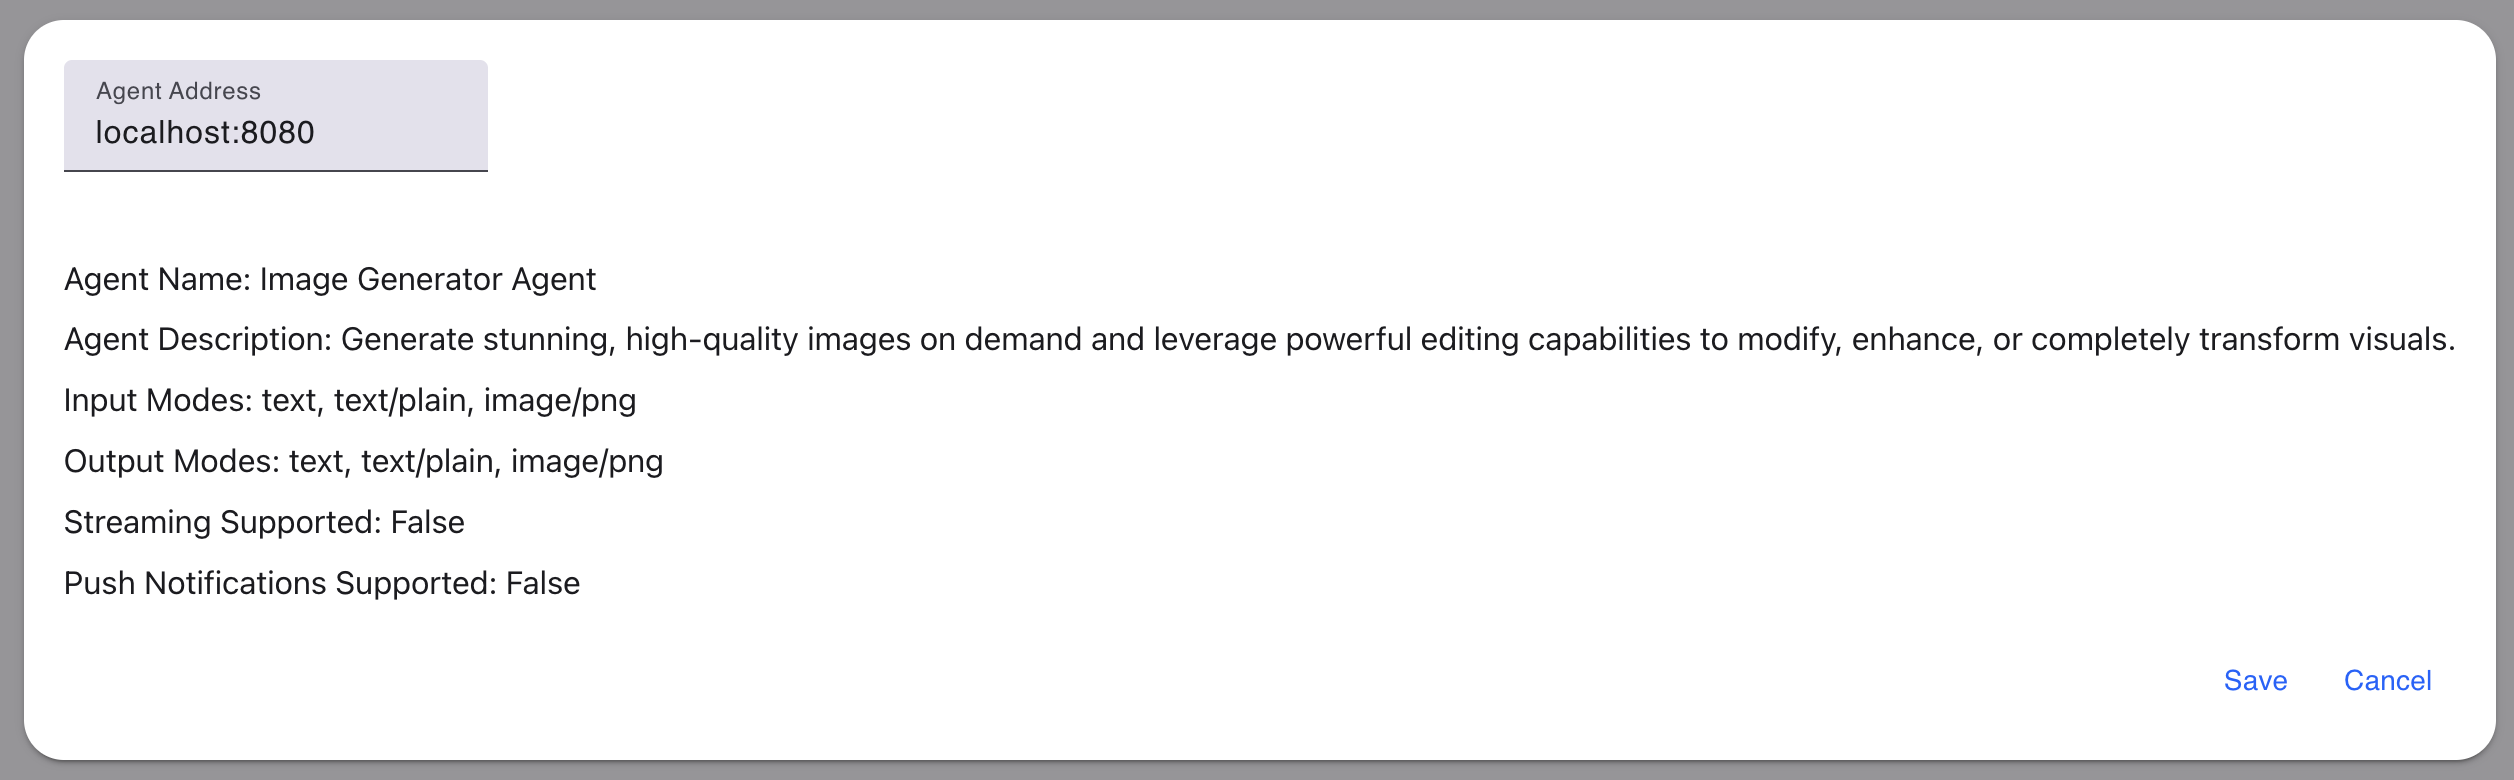 Agent Address
localhost:8080
Agent Name: Image Generator Agent
Agent Description: Generate stunning, high-quality images on demand and leverage powerful editing capabilities to modify, enhance, or completely transform visuals.
Input Modes: text, text/plain, image/png
Output Modes: text, text/plain, image/png
Streaming Supported: False
Push Notifications Supported: False
Save Cancel